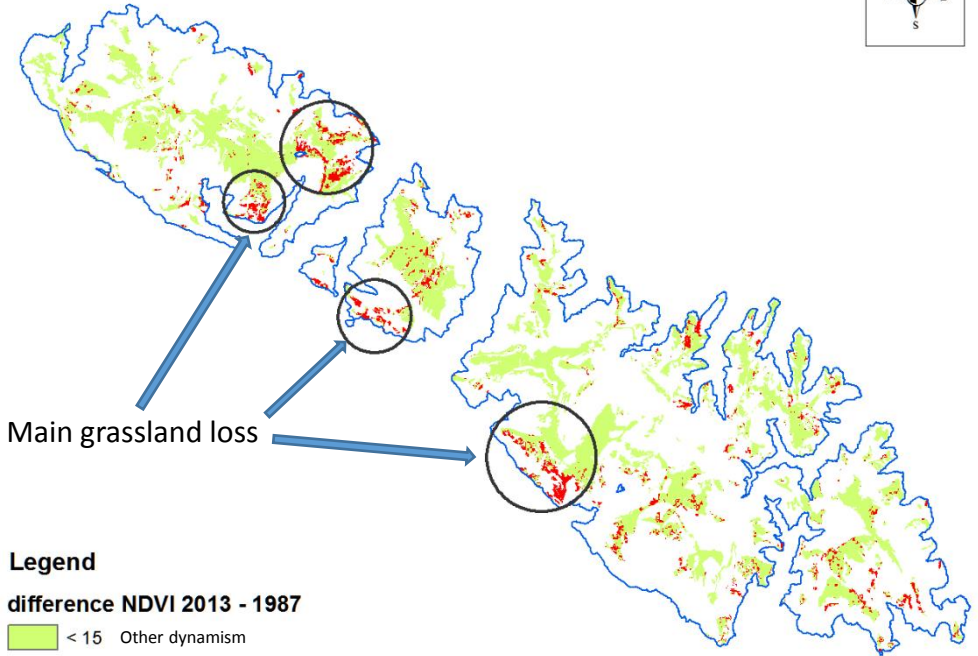 S
Main grassland loss
Legend
difference NDVI 2013 - 1987
< 15 Other dynamism